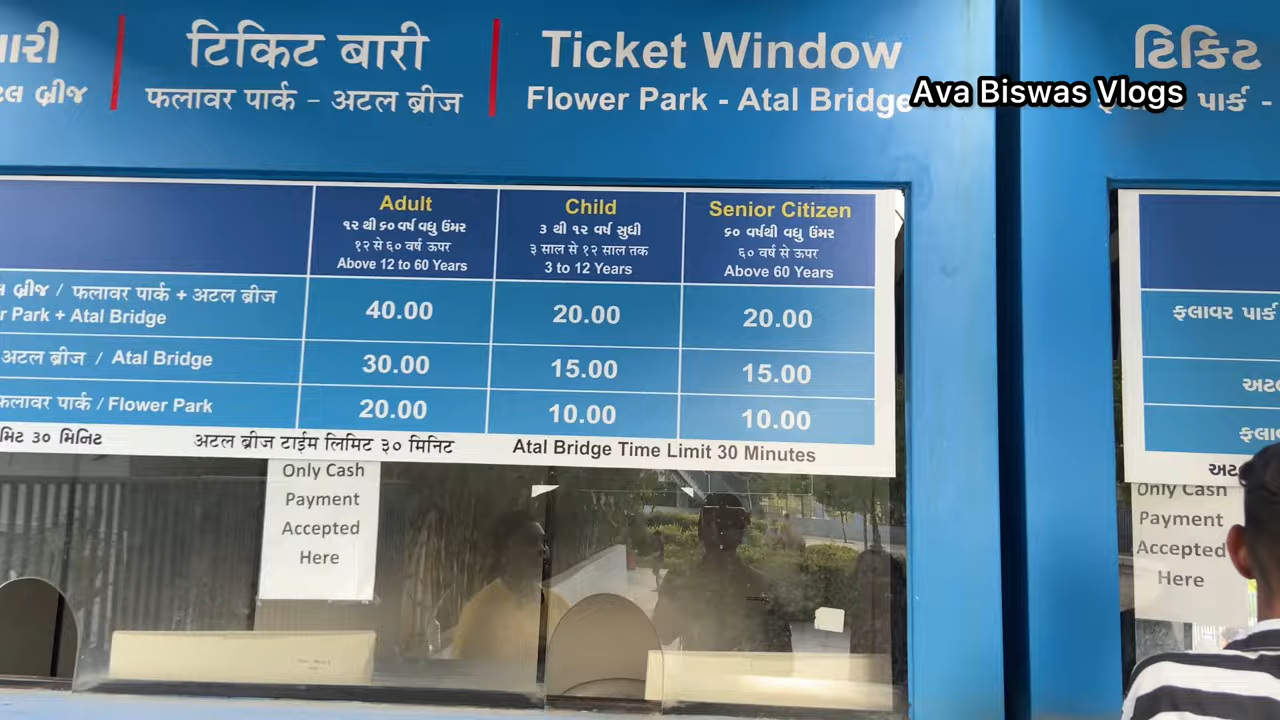 ારી
ટલ બ્રીજ
टिकिट बारी
फलावर पार्क - अटल ब्रीज
Ticket Window
Flower Park - Atal Bridge
ટિકિટ
પાર્ક -
Ava Biswas Vlogs
Adult
૧૨ થી ૬૦ વર્ષ વધુ ઉંમર
१२ से ६० वर्ष ऊपर
Above 12 to 60 Years
Child
૩ થી ૧૨ વર્ષ સુધી
३ साल से १२ साल तक
3 to 12 Years
Senior Citizen
૬૦ વર્ષથી વધુ ઉંમર
६० वर्ष से ऊपर
Above 60 Years
બ્રીજ / फलावर पार्क + अटल ब्रीज
r Park + Atal Bridge
40.00 20.00 20.00
अटल ब्रीज / Atal Bridge 30.00 15.00 15.00
फलावर पार्क / Flower Park 20.00 10.00 10.00
મિટ ૩૦ મિનિટ अटल ब्रीज टाईम लिमिट ३० मिनिट Atal Bridge Time Limit 30 Minutes
Only Cash
Payment
Accepted
Here
ફલાવર પાર્ક
અટલ
ફલા
અટ
Only Cash
Payment
Accepted
Here